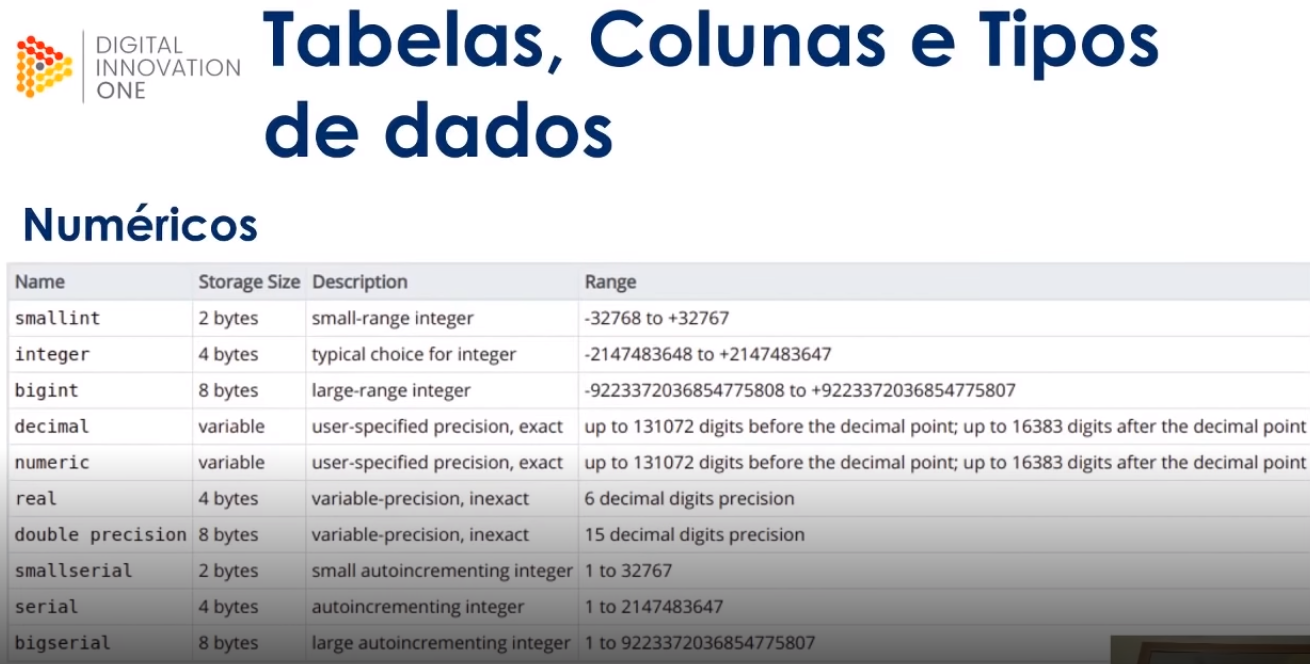 DIGITAL
INNOVATION
ONE
Tabelas, Colunas e Tipos
de dados
Numéricos
Name Storage Size Description Range
smallint 2 bytes small-range integer -32768 to +32767
integer 4 bytes typical choice for integer -2147483648 to +2147483647
bigint 8 bytes large-range integer -9223372036854775808 to +9223372036854775807
decimal variable user-specified precision, exact up to 131072 digits before the decimal point; up to 16383 digits after the decimal point
numeric variable user-specified precision, exact up to 131072 digits before the decimal point; up to 16383 digits after the decimal point
real 4 bytes variable-precision, inexact 6 decimal digits precision
double precision 8 bytes variable-precision, inexact 15 decimal digits precision
smallserial 2 bytes small autoincrementing integer 1 to 32767
serial 4 bytes autoincrementing integer 1 to 2147483647
bigserial 8 bytes large autoincrementing integer 1 to 9223372036854775807